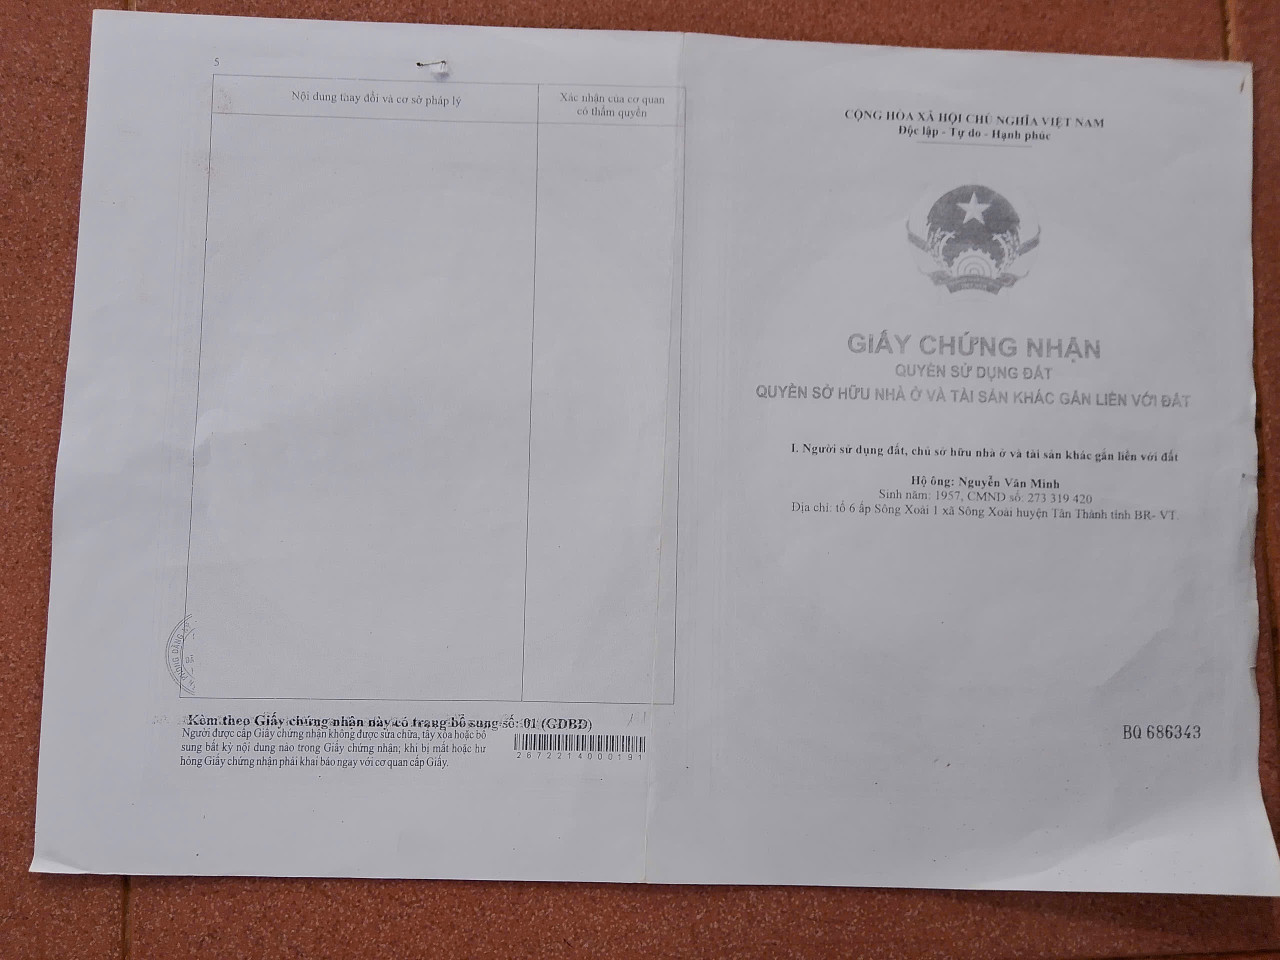 5
Nội dung thay đổi và cơ sở pháp lý
Xác nhận của cơ quan
có thẩm quyền
Kèm theo Giấy chứng nhận này có trang bổ sung số: 01 (GDBĐ)
Người được cấp Giấy chứng nhận không được sửa chữa, tẩy xóa hoặc bổ
sung bất kỳ nội dung nào trong Giấy chứng nhận; khi bị mất hoặc hư
hỏng Giấy chứng nhận phải khai báo ngay với cơ quan cấp Giấy.
2672214000191
CỘNG HÒA XÃ HỘI CHỦ NGHĨA VIỆT NAM
Độc lập - Tự do - Hạnh phúc
GIẤY CHỨNG NHẬN
QUYỀN SỬ DỤNG ĐẤT
QUYỀN SỞ HỮU NHÀ Ở VÀ TÀI SẢN KHÁC GẮN LIỀN VỚI ĐẤT
I. Người sử dụng đất, chủ sở hữu nhà ở và tài sản khác gắn liền với đất
Hộ ông: Nguyễn Văn Minh
Sinh năm: 1957, CMND số: 273 319 420
Địa chỉ: tổ 6 ấp Sông Xoài 1 xã Sông Xoài huyện Tân Thành tỉnh BR- VT.
BQ 686343